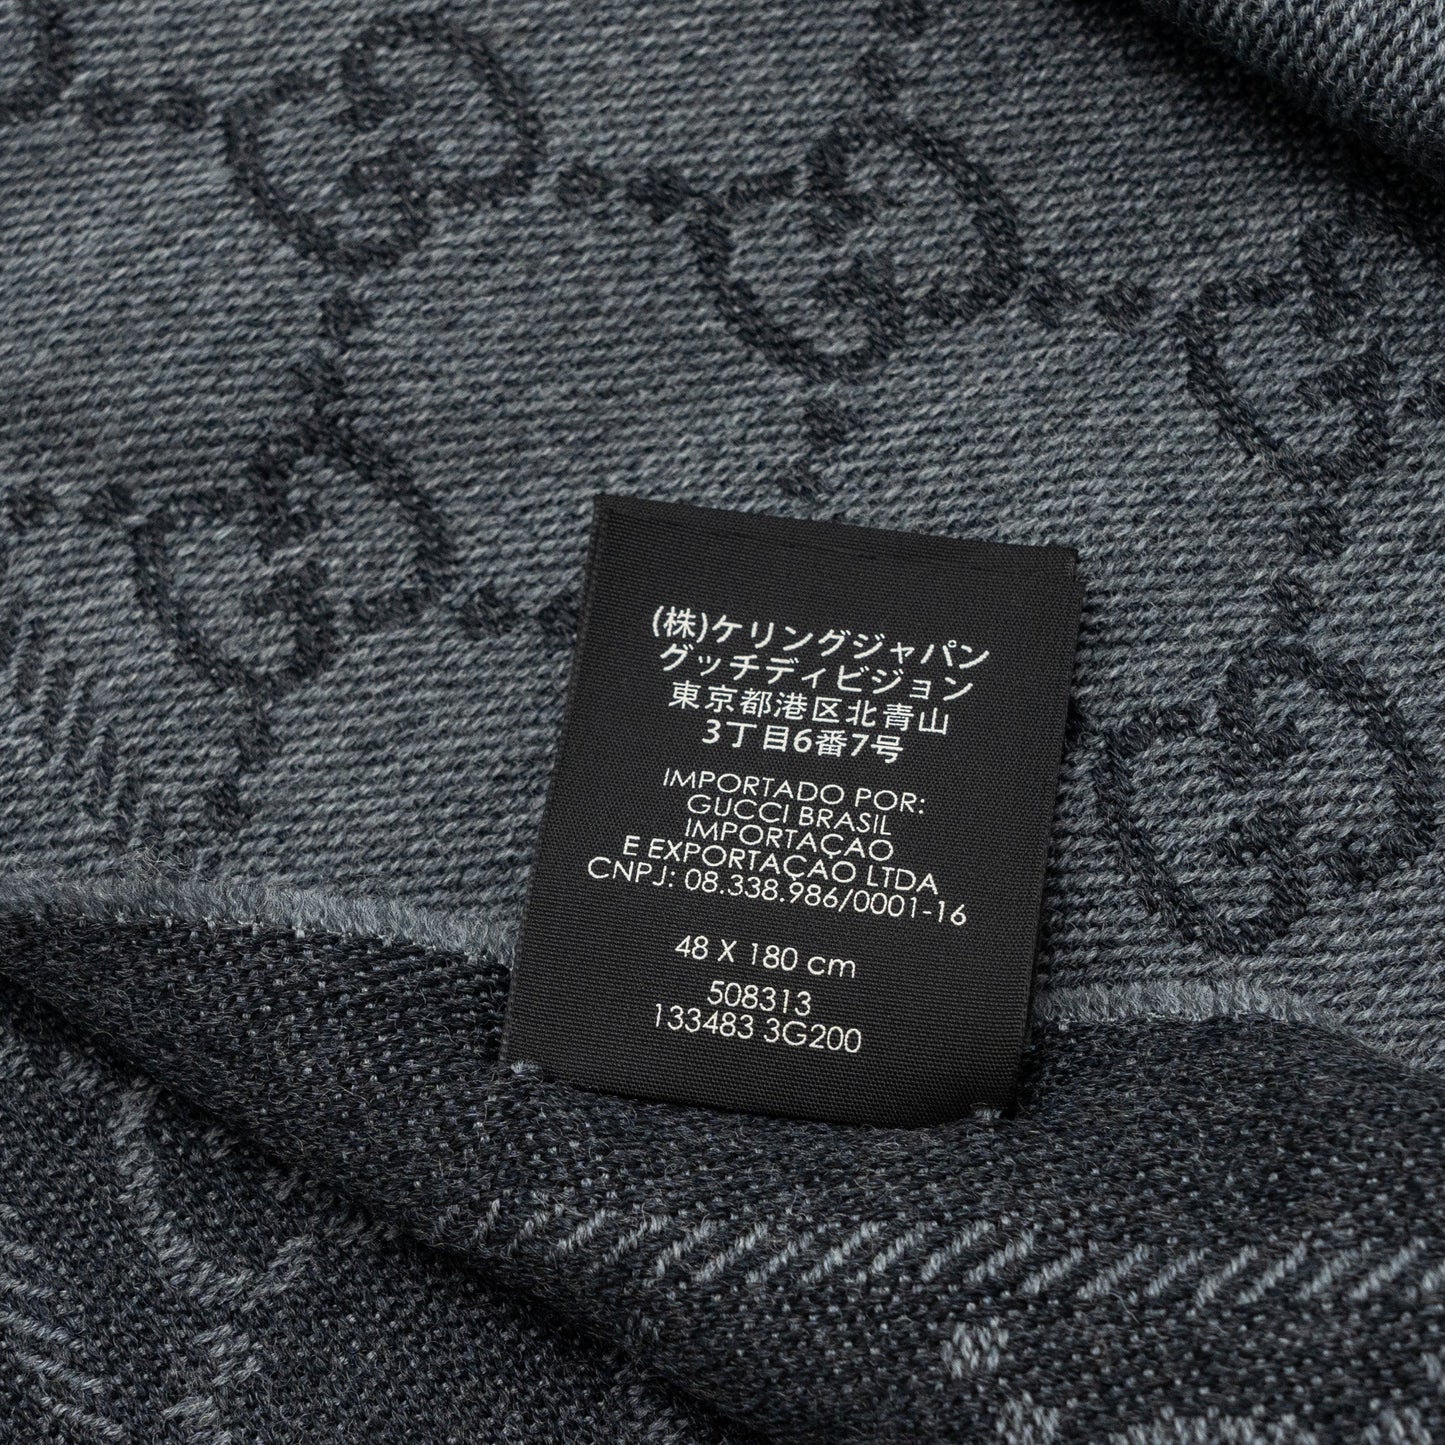 (株)ケリングジャパン
グッチディビジョン
東京都港区北青山
3丁目6番7号
IMPORTADO POR:
GUCCI BRASIL
IMPORTAÇAO
E EXPORTAÇAO LTDA
CNPJ: 08.338.986/0001-16
48 X 180 cm
508313
133483 3G200